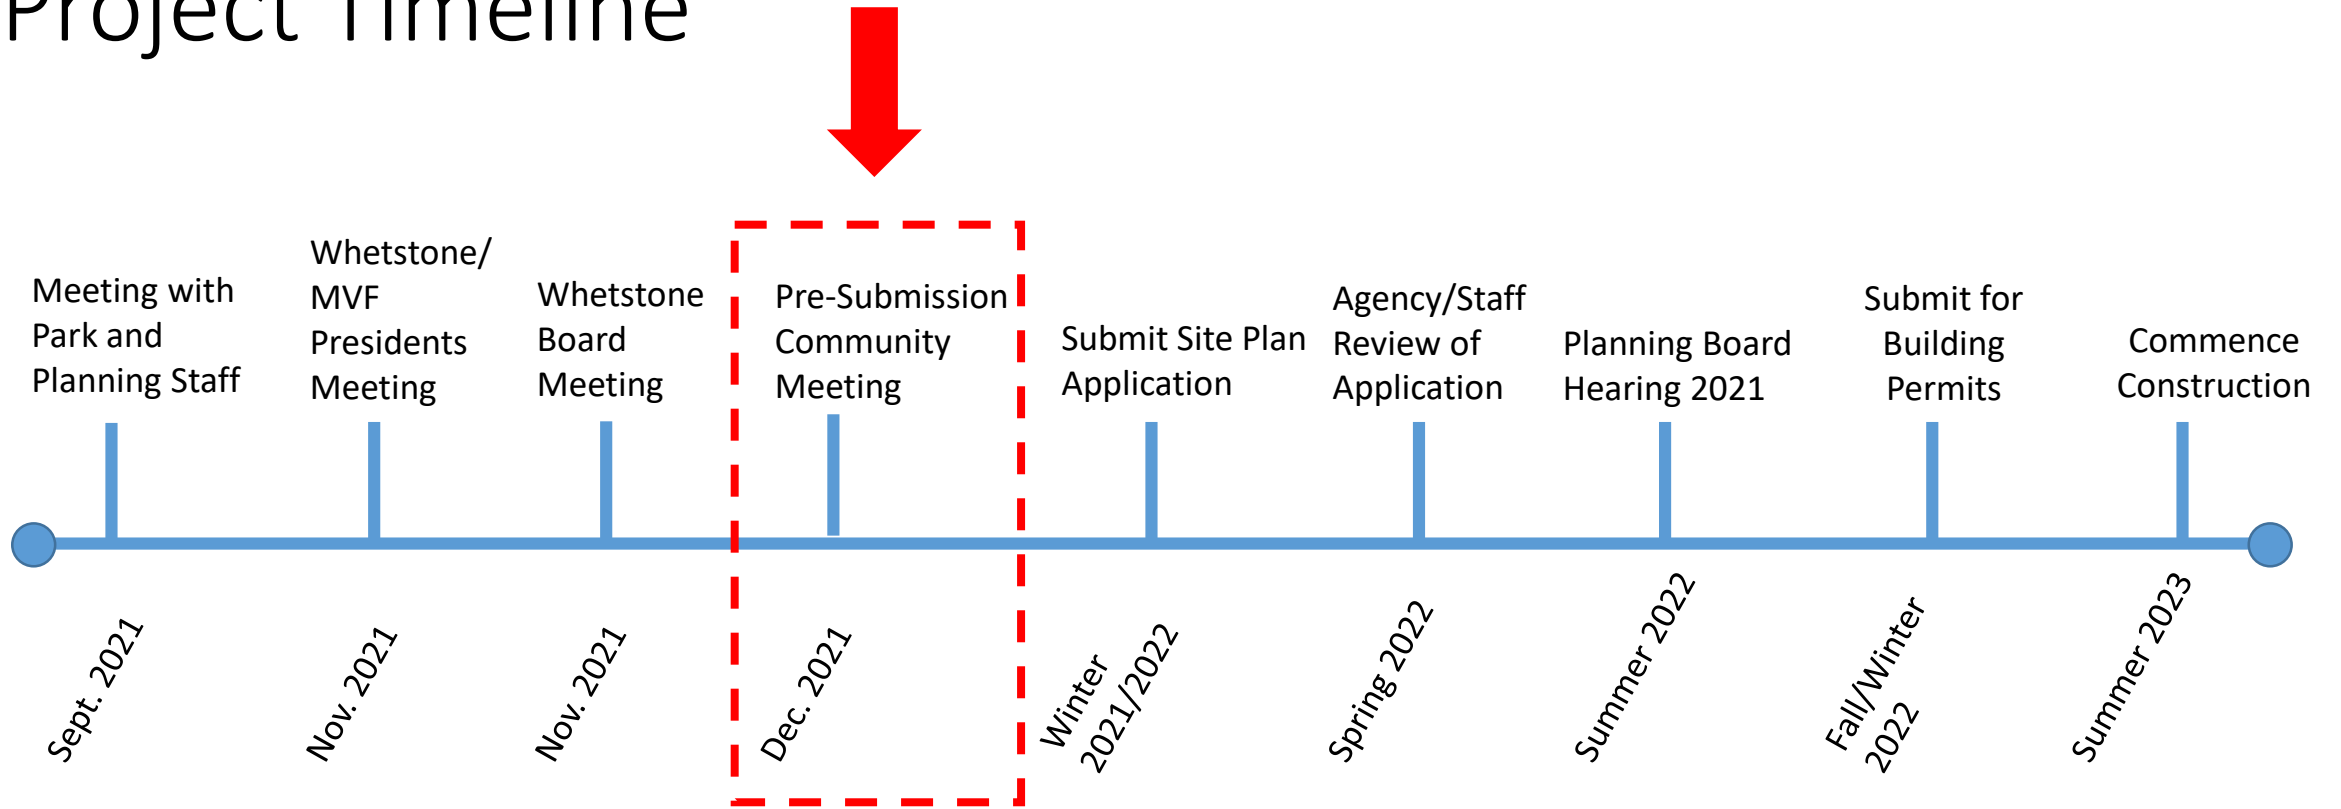 Project Timeline
Meeting with
Park and
Planning Staff
Whetstone/
MVF
Presidents
Meeting
Whetstone
Board
Meeting
Pre-Submission
Community
Meeting
Submit Site Plan
Application
Agency/Staff
Review of
Application
Planning Board
Hearing 2021
Submit for
Building
Permits
Commence
Construction
Sept. 2021
Nov. 2021
Nov. 2021
Dec. 2021
Winter
2021/2022
Spring 2022
Summer 2022
Fall/Winter
2022
Summer 2023